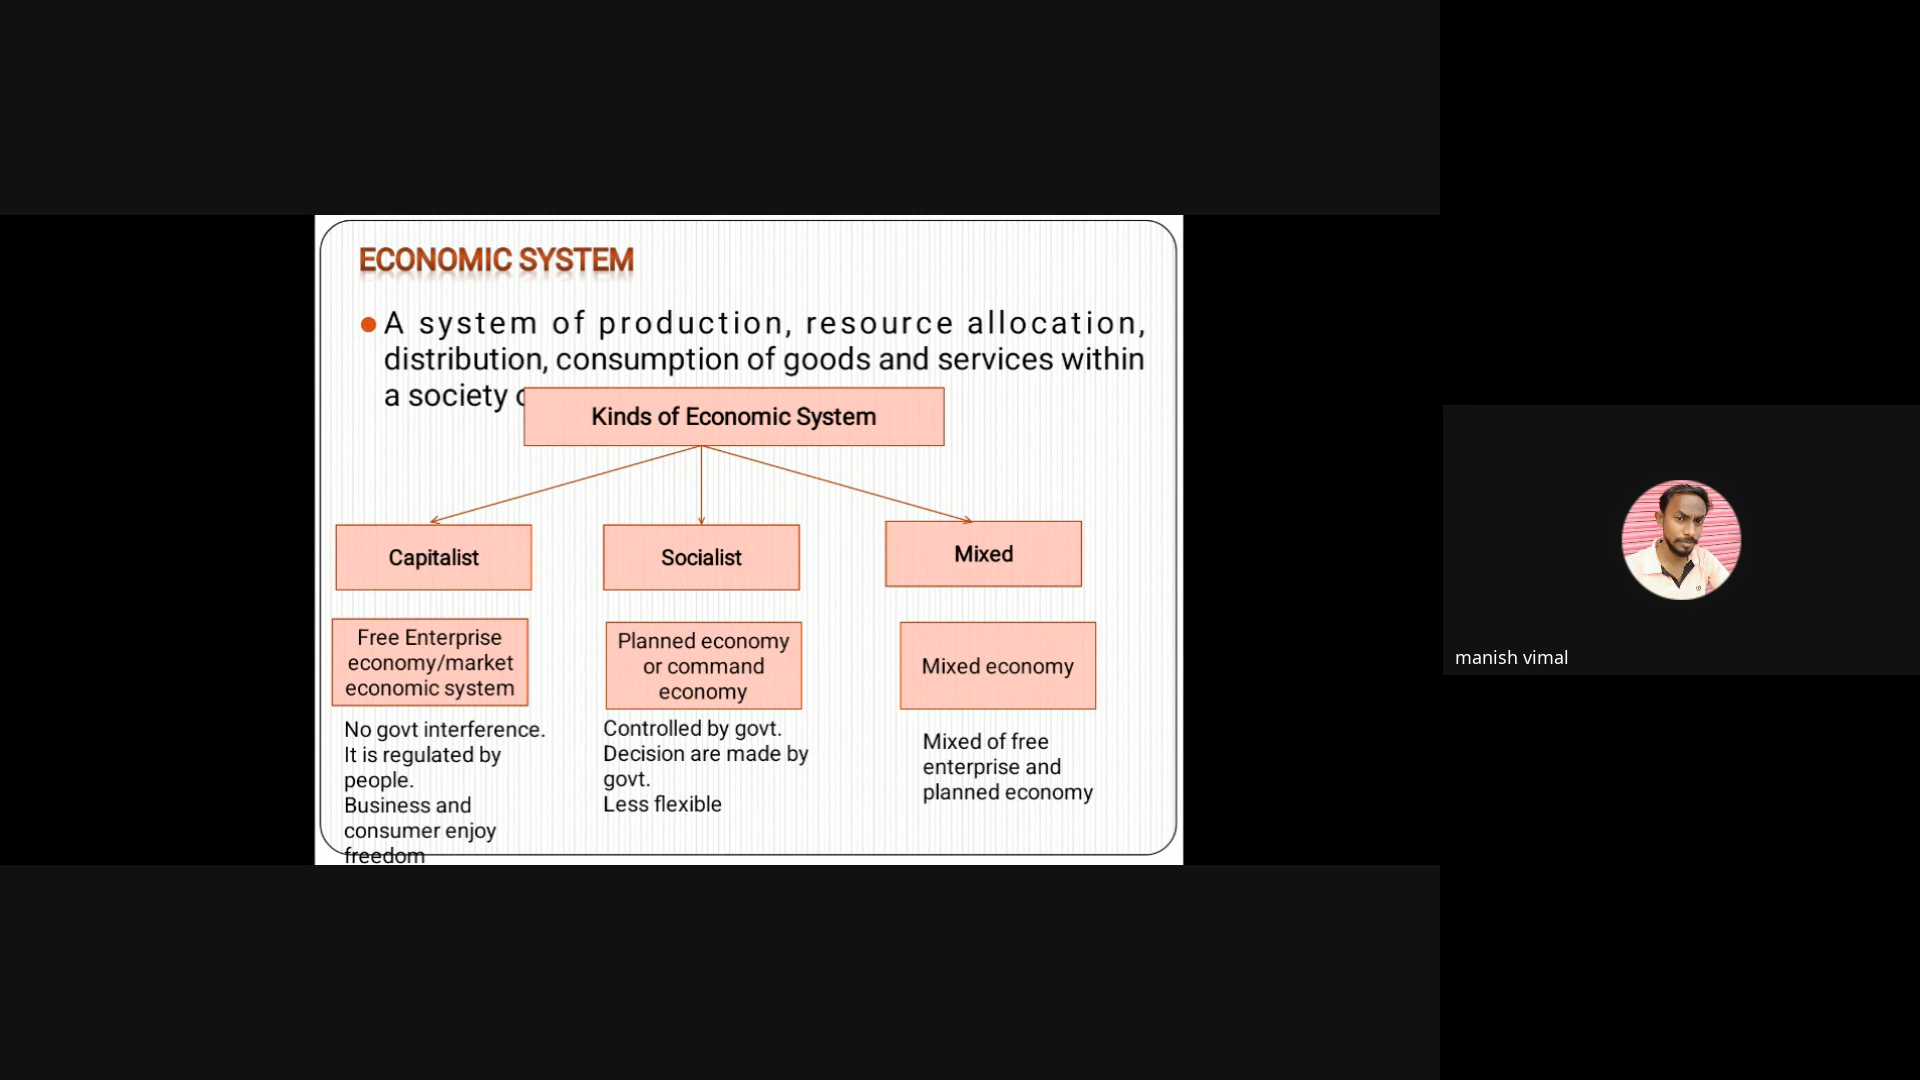 ECONOMIC SYSTEM
A system of production, resource allocation,
distribution, consumption of goods and services within
a society
Kinds of Economic System
Capitalist
Socialist
Mixed
Free Enterprise
economy/market
economic system
Planned economy
or command
economy
Mixed economy
No govt interference.
It is regulated by
people.
Business and
consumer enjoy
freedom
Controlled by govt.
Decision are made by
govt.
Less flexible
Mixed of free
enterprise and
planned economy
manish vimal